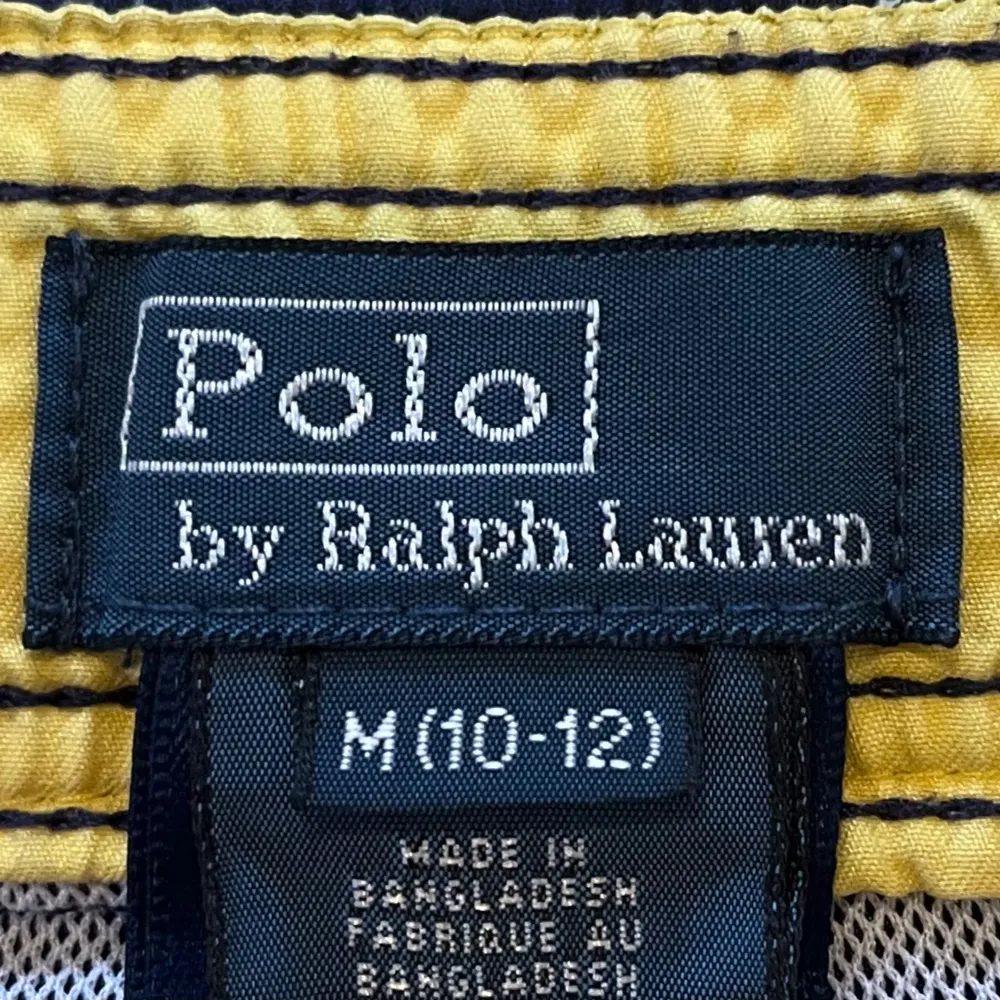 Polo
by Ralph Lauren
M (10-12)
MADE IN
BANGLADESH
FABRIQUE AU
BANGLADESH